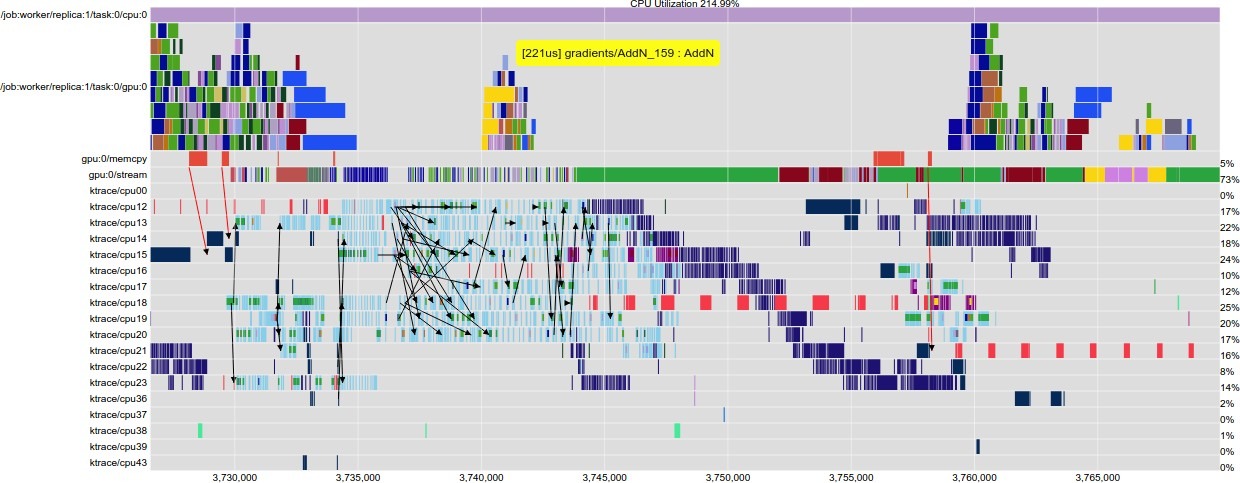 CPU Utilization 214.99%
/job:worker/replica:1/task:0/cpu:0
[221us] gradients/AddN_159 : AddN
/job:worker/replica:1/task:0/gpu:0
gpu:0/memcpy 5%
gpu:0/stream 73%
ktrace/cpu00 0%
ktrace/cpu12 17%
ktrace/cpu13 22%
ktrace/cpu14 18%
ktrace/cpu15 24%
ktrace/cpu16 10%
ktrace/cpu17 12%
ktrace/cpu18 25%
ktrace/cpu19 20%
ktrace/cpu20 17%
ktrace/cpu21 16%
ktrace/cpu22 8%
ktrace/cpu23 14%
ktrace/cpu36 2%
ktrace/cpu37 0%
ktrace/cpu38 1%
ktrace/cpu39 0%
ktrace/cpu43 0%
3,730,000 3,735,000 3,740,000 3,745,000 3,750,000 3,755,000 3,760,000 3,765,000